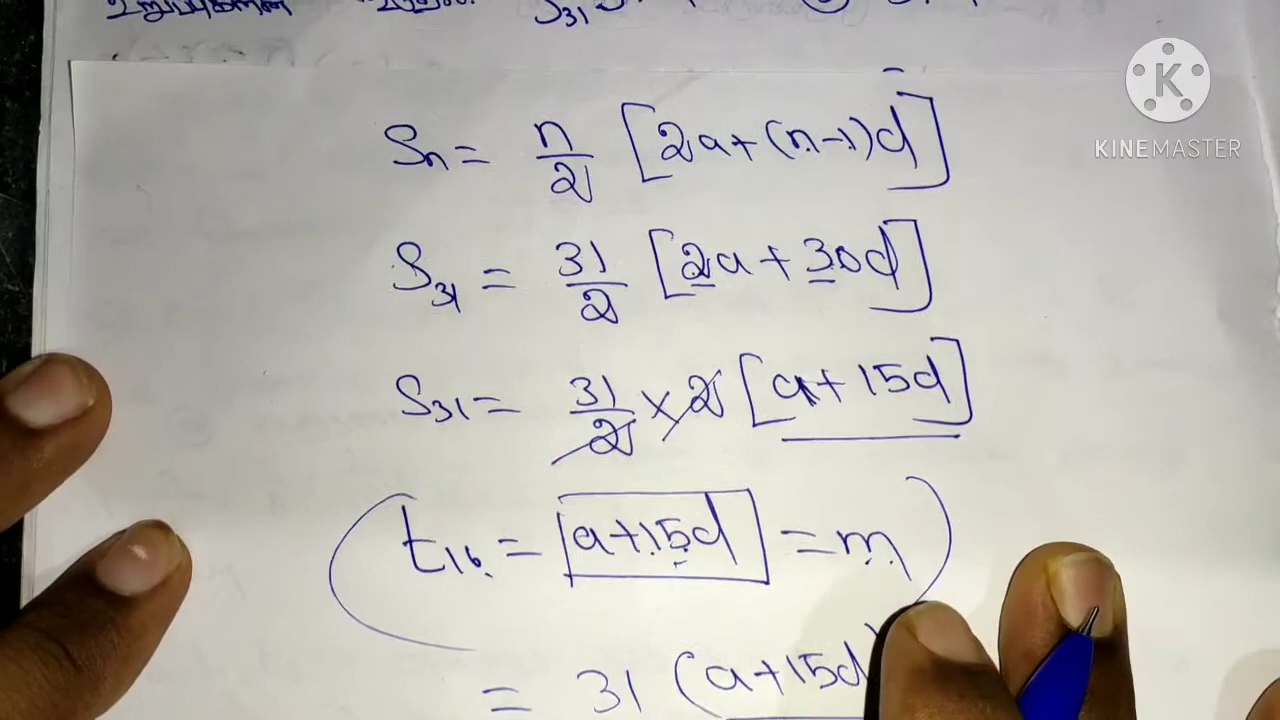 S₃₁
K
KINEMASTER
Sₙ = n/2 [2a+(n-1)d]
S₃₁ = 31/2 [2a + 30d]
S₃₁ = 31/2 × 2 [a + 15d]
(t₁₆ = [a+15d] = m)
= 31 (a+15d)